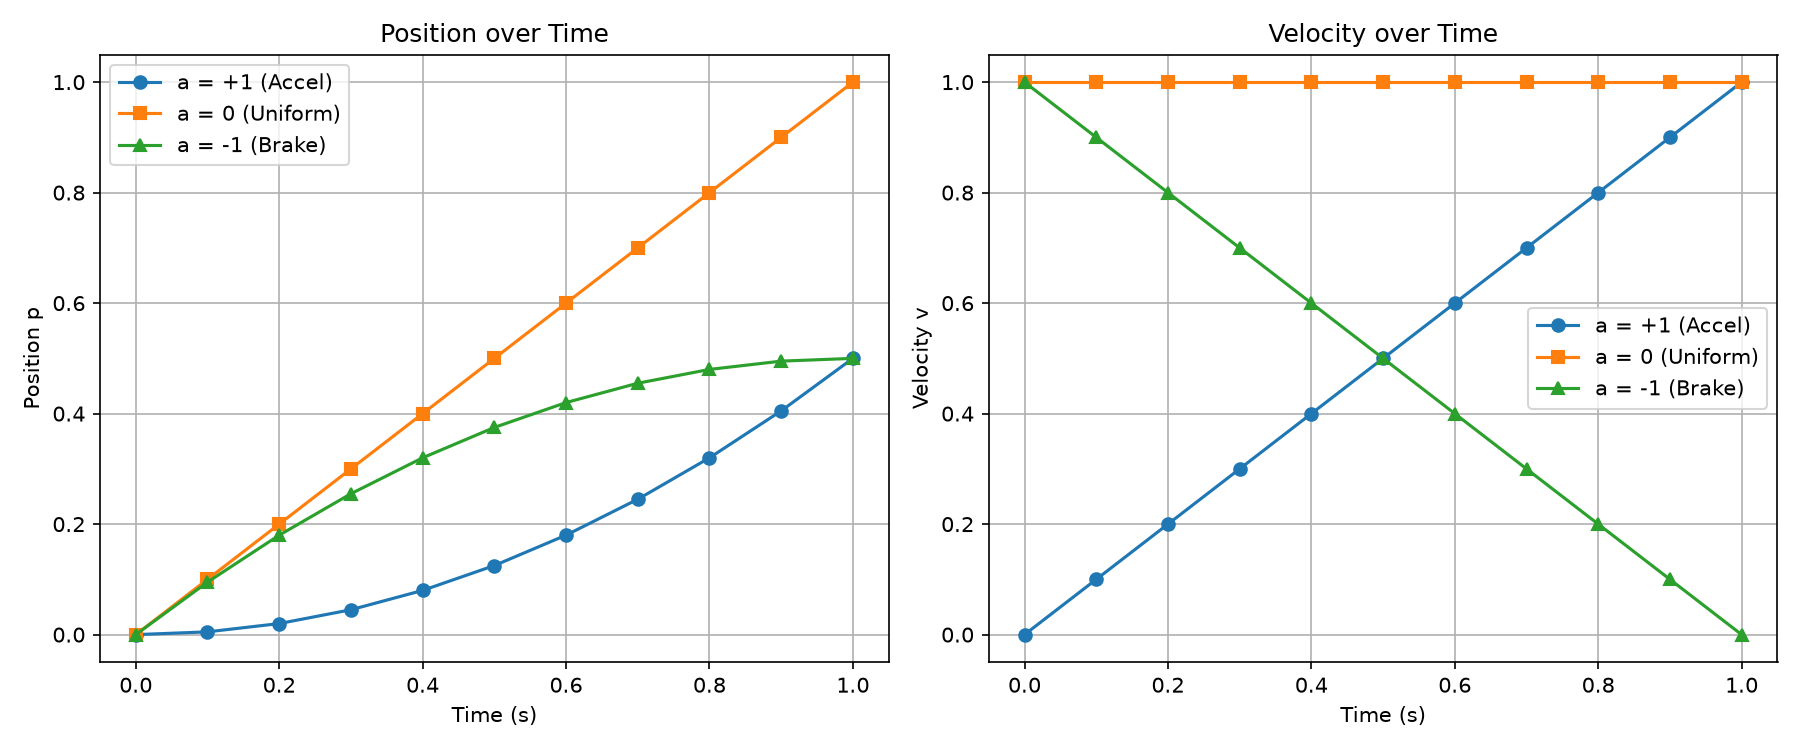 Position over Time
a = +1 (Accel)
a = 0 (Uniform)
a = -1 (Brake)
1.0
0.8
0.6
0.4
0.2
0.0
Position p
0.0 0.2 0.4 0.6 0.8 1.0
Time (s)
Velocity over Time
1.0
0.8
0.6
0.4
0.2
0.0
Velocity v
a = +1 (Accel)
a = 0 (Uniform)
a = -1 (Brake)
0.0 0.2 0.4 0.6 0.8 1.0
Time (s)